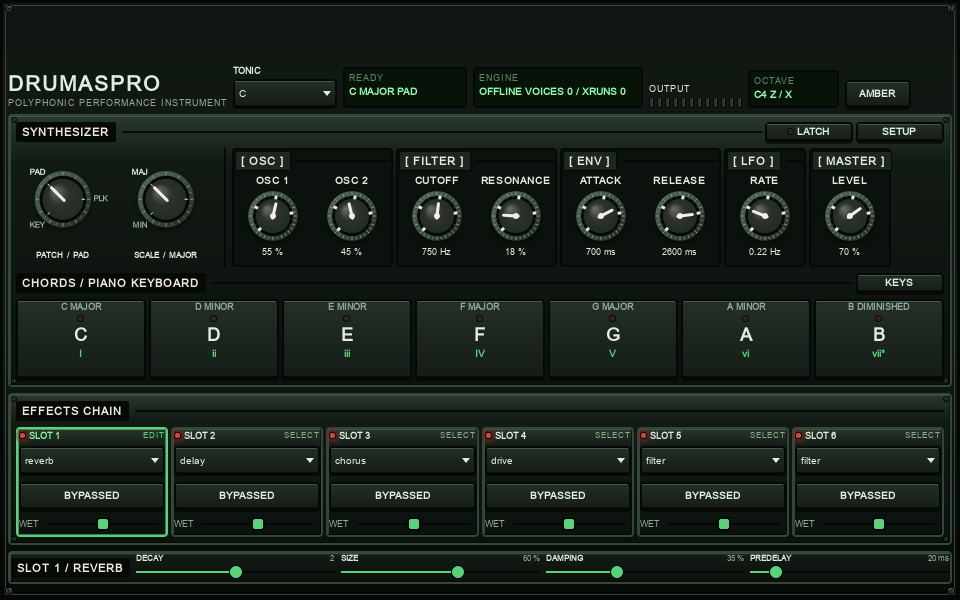 DRUMASPRO
POLYPHONIC PERFORMANCE INSTRUMENT
TONIC
C
READY
C MAJOR PAD
ENGINE
OFFLINE VOICES 0 / XRUNS 0
OUTPUT
OCTAVE
C4 Z / X
AMBER
SYNTHESIZER
LATCH
SETUP
PAD
PLK
KEY
PATCH / PAD
MAJ
MIN
SCALE / MAJOR
[ OSC ]
OSC 1
55 %
OSC 2
45 %
[ FILTER ]
CUTOFF
750 Hz
RESONANCE
18 %
[ ENV ]
ATTACK
700 ms
RELEASE
2600 ms
[ LFO ]
RATE
0.22 Hz
[ MASTER ]
LEVEL
70 %
CHORDS / PIANO KEYBOARD
KEYS
C MAJOR
C
I
D MINOR
D
ii
E MINOR
E
iii
F MAJOR
F
IV
G MAJOR
G
V
A MINOR
A
vi
B DIMINISHED
B
vii°
EFFECTS CHAIN
SLOT 1
EDIT
reverb
BYPASSED
WET
SLOT 2
SELECT
delay
BYPASSED
WET
SLOT 3
SELECT
chorus
BYPASSED
WET
SLOT 4
SELECT
drive
BYPASSED
WET
SLOT 5
SELECT
filter
BYPASSED
WET
SLOT 6
SELECT
filter
BYPASSED
WET
SLOT 1 / REVERB
DECAY
2
SIZE
60 %
DAMPING
35 %
PREDELAY
20 ms